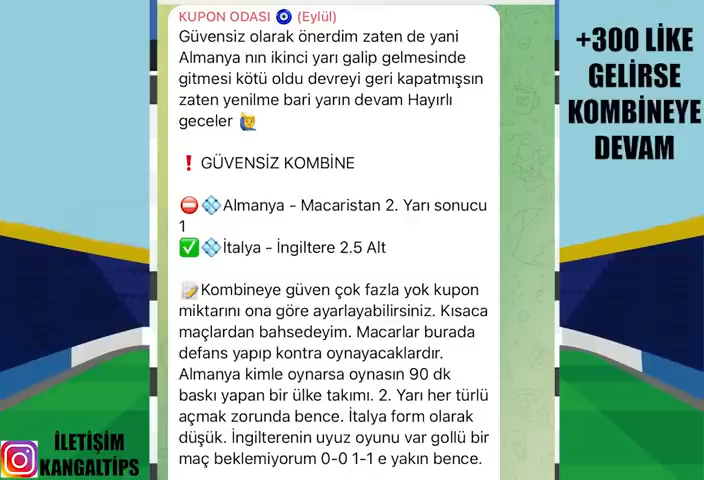 KUPON ODASI 🧿 (Eylül)
Güvensiz olarak önerdim zaten de yani
Almanya nın ikinci yarı galip gelmesinde
gitmesi kötü oldu devreyi geri kapatmışsın
zaten yenilme bari yarın devam Hayırlı
geceler 🙋‍♂️
❗ GÜVENSİZ KOMBİNE
⛔💠Almanya - Macaristan 2. Yarı sonucu
1
✅💠İtalya - İngiltere 2.5 Alt
📝Kombineye güven çok fazla yok kupon
miktarını ona göre ayarlayabilirsiniz. Kısaca
maçlardan bahsedeyim. Macarlar burada
defans yapıp kontra oynayacaklardır.
Almanya kimle oynarsa oynasın 90 dk
baskı yapan bir ülke takımı. 2. Yarı her türlü
açmak zorunda bence. İtalya form olarak
düşük. İngilterenin uyuz oyunu var gollü bir
maç beklemiyorum 0-0 1-1 e yakın bence.
+300 LİKE
GELİRSE
KOMBİNEYE
DEVAM
İLETİŞİM
KANGALTİPS